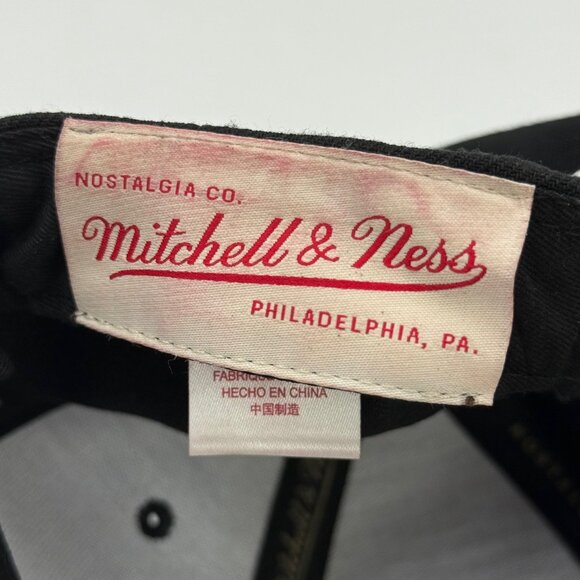 NOSTALGIA CO.
Mitchell & Ness
PHILADELPHIA, PA.
HECHO EN CHINA
中国制造